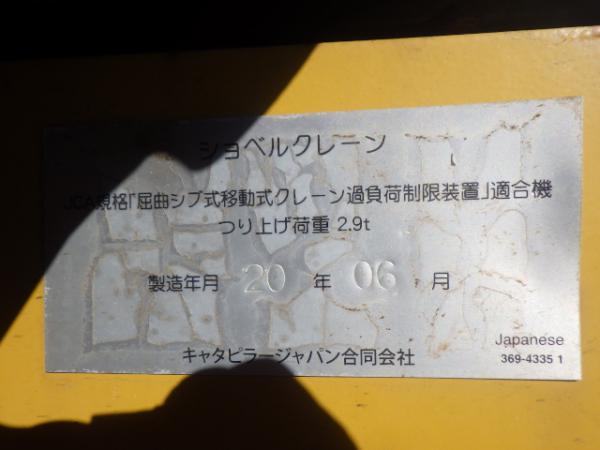 ショベルクレーン
JCA規格｢屈曲ジブ式移動式クレーン過負荷制限装置｣適合機
つり上げ荷重 2.9t
製造年月 20 年 06 月
キャタピラージャパン合同会社
Japanese
369-4335 1